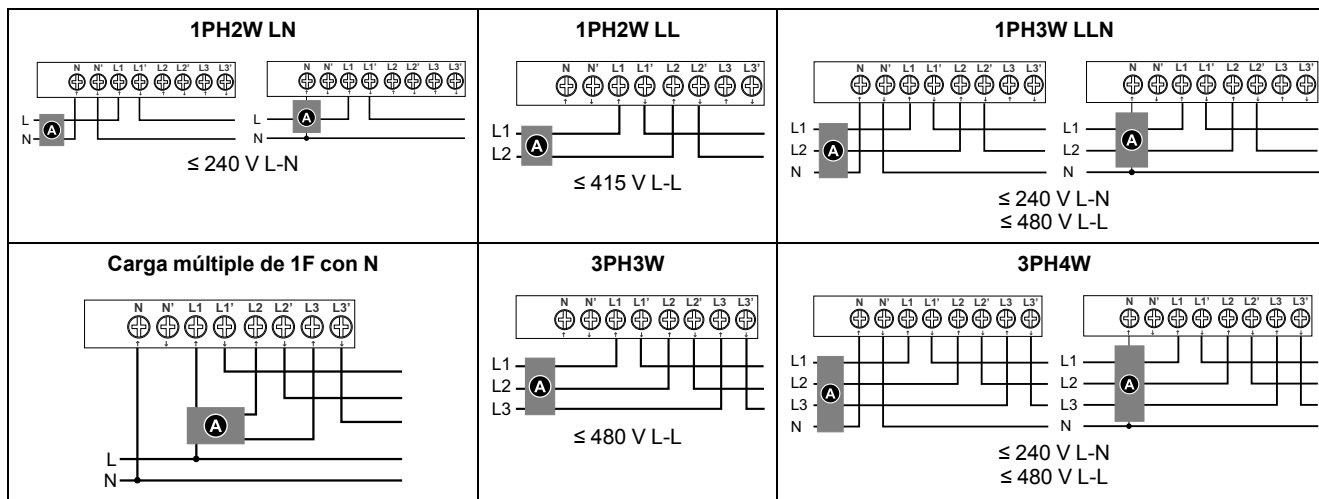 1PH2W LN
N N' L1 L1' L2 L2' L3 L3'
N N' L1 L1' L2 L2' L3 L3'
L
N
A
L
N
A
≤ 240 V L-N
1PH2W LL
N N' L1 L1' L2 L2' L3 L3'
L1
L2
A
≤ 415 V L-L
1PH3W LLN
N N' L1 L1' L2 L2' L3 L3'
N N' L1 L1' L2 L2' L3 L3'
L1
L2
N
A
L1
L2
N
A
≤ 240 V L-N
≤ 480 V L-L
Carga múltiple de 1F con N
N N' L1 L1' L2 L2' L3 L3'
A
L
N
3PH3W
N N' L1 L1' L2 L2' L3 L3'
L1
L2
L3
A
≤ 480 V L-L
3PH4W
N N' L1 L1' L2 L2' L3 L3'
N N' L1 L1' L2 L2' L3 L3'
L1
L2
L3
N
A
L1
L2
L3
N
A
≤ 240 V L-N
≤ 480 V L-L